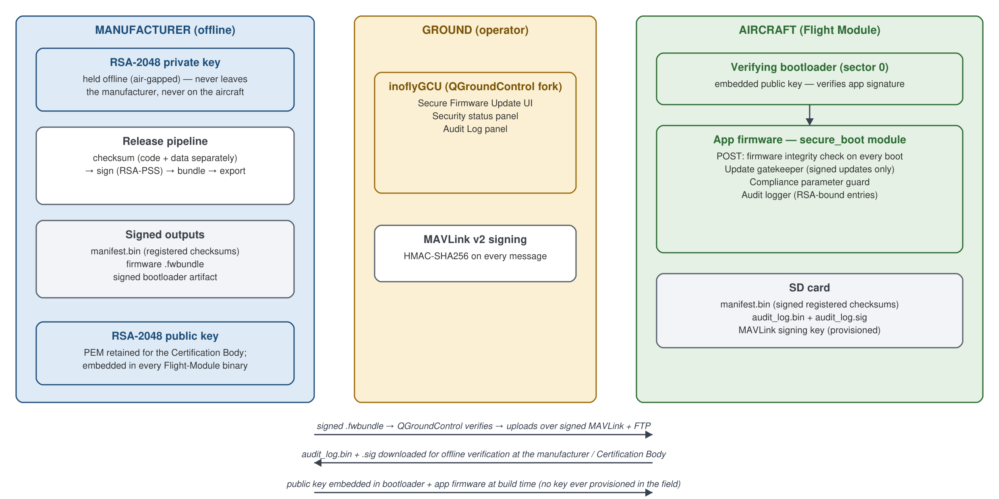 MANUFACTURER (offline)
RSA-2048 private key
held offline (air-gapped) — never leaves
the manufacturer, never on the aircraft
Release pipeline
checksum (code + data separately)
→ sign (RSA-PSS) → bundle → export
Signed outputs
manifest.bin (registered checksums)
firmware .fwbundle
signed bootloader artifact
RSA-2048 public key
PEM retained for the Certification Body;
embedded in every Flight-Module binary
GROUND (operator)
inoflyGCU (QGroundControl fork)
Secure Firmware Update UI
Security status panel
Audit Log panel
MAVLink v2 signing
HMAC-SHA256 on every message
AIRCRAFT (Flight Module)
Verifying bootloader (sector 0)
embedded public key — verifies app signature
App firmware — secure_boot module
POST: firmware integrity check on every boot
Update gatekeeper (signed updates only)
Compliance parameter guard
Audit logger (RSA-bound entries)
SD card
manifest.bin (signed registered checksums)
audit_log.bin + audit_log.sig
MAVLink signing key (provisioned)
signed .fwbundle → QGroundControl verifies → uploads over signed MAVLink + FTP
audit_log.bin + .sig downloaded for offline verification at the manufacturer / Certification Body
public key embedded in bootloader + app firmware at build time (no key ever provisioned in the field)